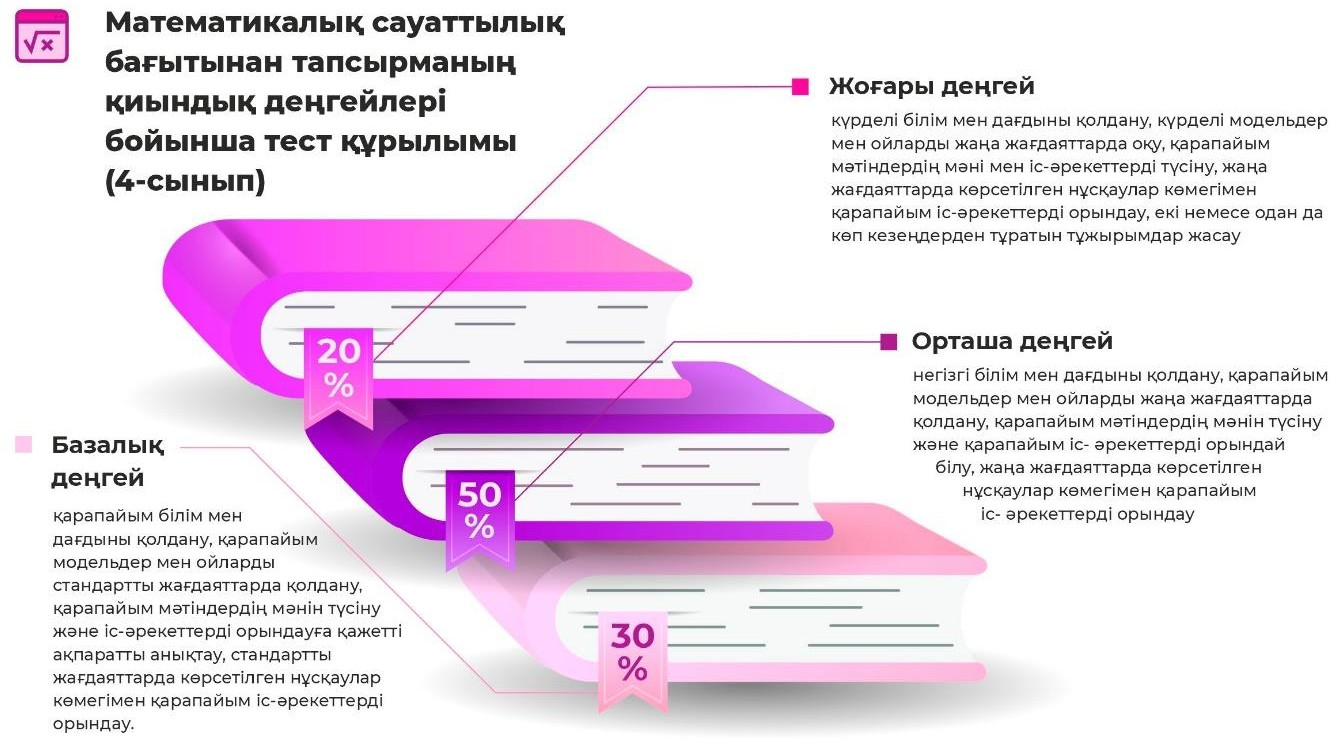 √x
Математикалық сауаттылық
бағытынан тапсырманың
қиындық деңгейлері
бойынша тест құрылымы
(4-сынып)
Жоғары деңгей
күрделі білім мен дағдыны қолдану, күрделі модельдер
мен ойларды жаңа жағдаяттарда оқу, қарапайым
мәтіндердің мәні мен іс-әрекеттерді түсіну, жаңа
жағдаяттарда көрсетілген нұсқаулар көмегімен
қарапайым іс-әрекеттерді орындау, екі немесе одан да
көп кезеңдерден тұратын тұжырымдар жасау
20
%
Орташа деңгей
негізгі білім мен дағдыны қолдану, қарапайым
модельдер мен ойларды жаңа жағдаяттарда
қолдану, қарапайым мәтіндердің мәнін түсіну
және қарапайым іс- әрекеттерді орындай
білу, жаңа жағдаяттарда көрсетілген
нұсқаулар көмегімен қарапайым
іс- әрекеттерді орындау
50
%
Базалық
деңгей
қарапайым білім мен
дағдыны қолдану, қарапайым
модельдер мен ойларды
стандартты жағдаяттарда қолдану,
қарапайым мәтіндердің мәнін түсіну
және іс-әрекеттерді орындауға қажетті
ақпаратты анықтау, стандартты
жағдаяттарда көрсетілген нұсқаулар
көмегімен қарапайым іс-әрекеттерді
орындау.
30
%